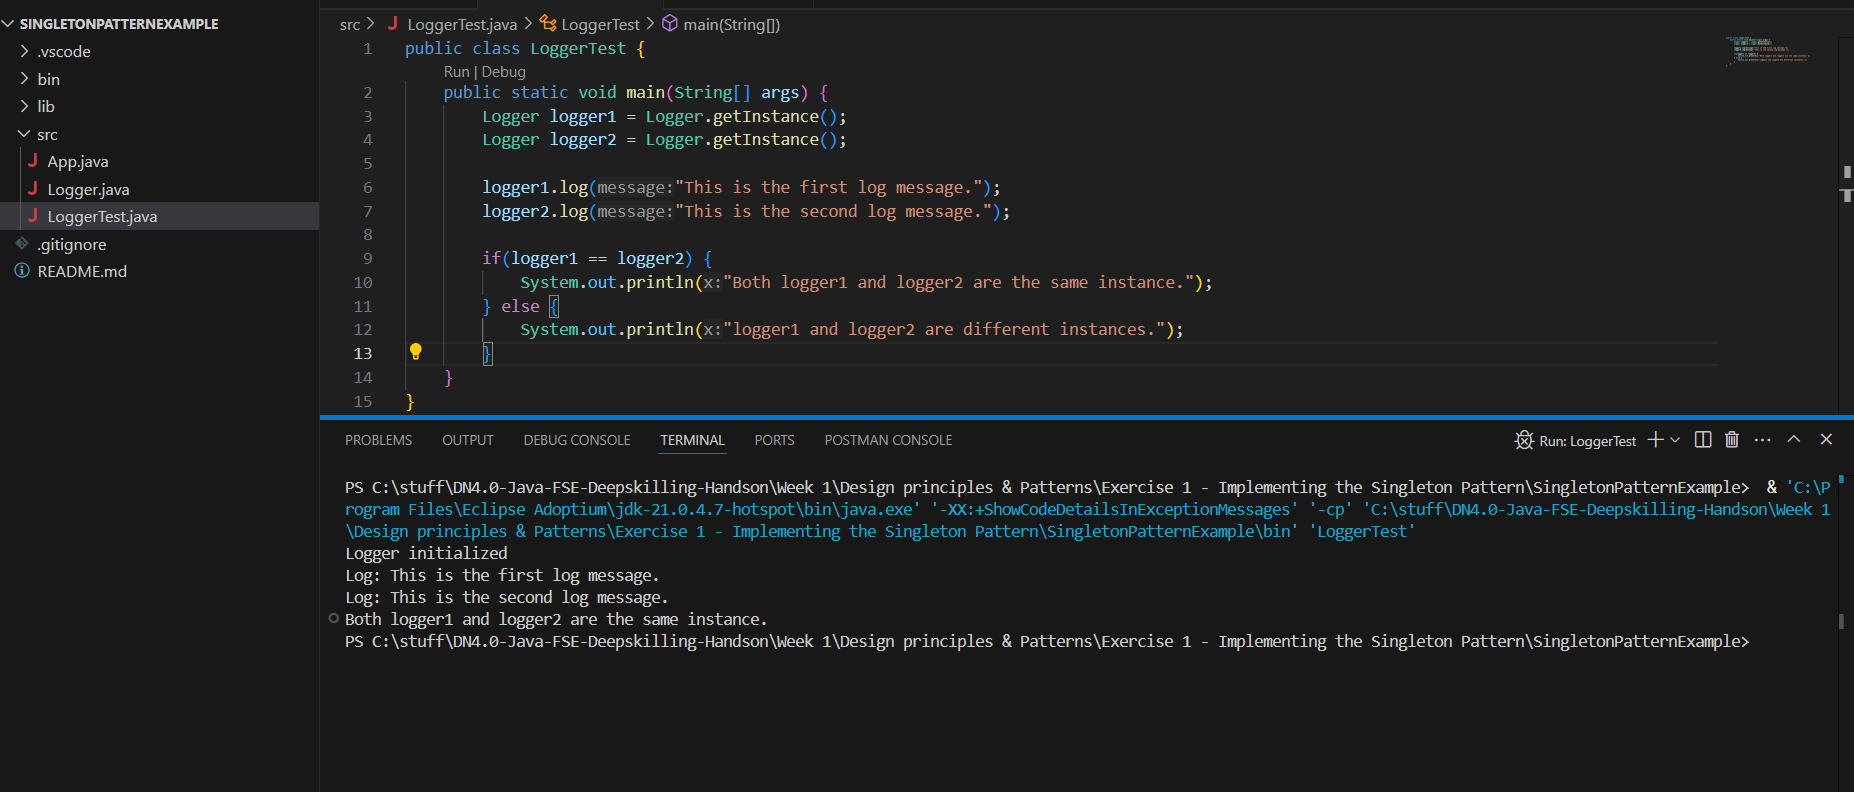 SINGLETONPATTERNEXAMPLE
.vscode
bin
lib
src
App.java
Logger.java
LoggerTest.java
.gitignore
README.md
src > LoggerTest.java > LoggerTest > main(String[])
1 public class LoggerTest {
Run | Debug
2 public static void main(String[] args) {
3 Logger logger1 = Logger.getInstance();
4 Logger logger2 = Logger.getInstance();
5
6 logger1.log(message:"This is the first log message.");
7 logger2.log(message:"This is the second log message.");
8
9 if(logger1 == logger2) {
10 System.out.println(x:"Both logger1 and logger2 are the same instance.");
11 } else {
12 System.out.println(x:"logger1 and logger2 are different instances.");
13 }
14 }
15 }
PROBLEMS OUTPUT DEBUG CONSOLE TERMINAL PORTS POSTMAN CONSOLE
Run: LoggerTest
PS C:\stuff\DN4.0-Java-FSE-Deepskilling-Handson\Week 1\Design principles & Patterns\Exercise 1 - Implementing the Singleton Pattern\SingletonPatternExample>  & 'C:\P
rogram Files\Eclipse Adoptium\jdk-21.0.4.7-hotspot\bin\java.exe' '-XX:+ShowCodeDetailsInExceptionMessages' '-cp' 'C:\stuff\DN4.0-Java-FSE-Deepskilling-Handson\Week 1
\Design principles & Patterns\Exercise 1 - Implementing the Singleton Pattern\SingletonPatternExample\bin' 'LoggerTest'
Logger initialized
Log: This is the first log message.
Log: This is the second log message.
Both logger1 and logger2 are the same instance.
PS C:\stuff\DN4.0-Java-FSE-Deepskilling-Handson\Week 1\Design principles & Patterns\Exercise 1 - Implementing the Singleton Pattern\SingletonPatternExample>